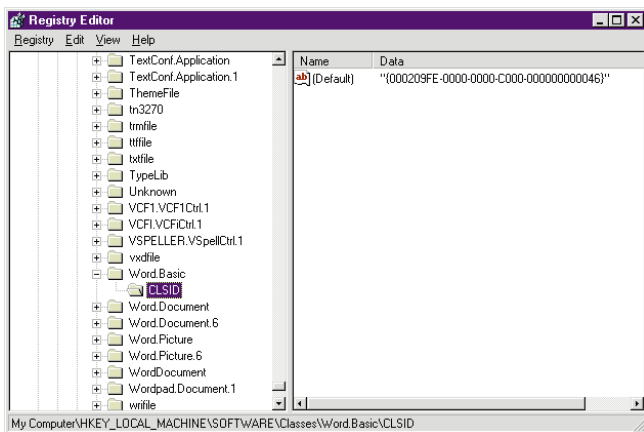 Registry Editor
Registry Edit View Help
TextConf.Application
TextConf.Application.1
ThemeFile
tn3270
trmfile
ttffile
txtfile
TypeLib
Unknown
VCF1.VCF1Ctrl.1
VCFI.VCFiCtrl.1
VSPELLER.VSpellCtrl.1
vxdfile
Word.Basic
CLSID
Word.Document
Word.Document.6
Word.Picture
Word.Picture.6
WordDocument
Wordpad.Document.1
wrifile
Name Data
ab (Default) "{000209FE-0000-0000-C000-000000000046}"
My Computer\HKEY_LOCAL_MACHINE\SOFTWARE\Classes\Word.Basic\CLSID